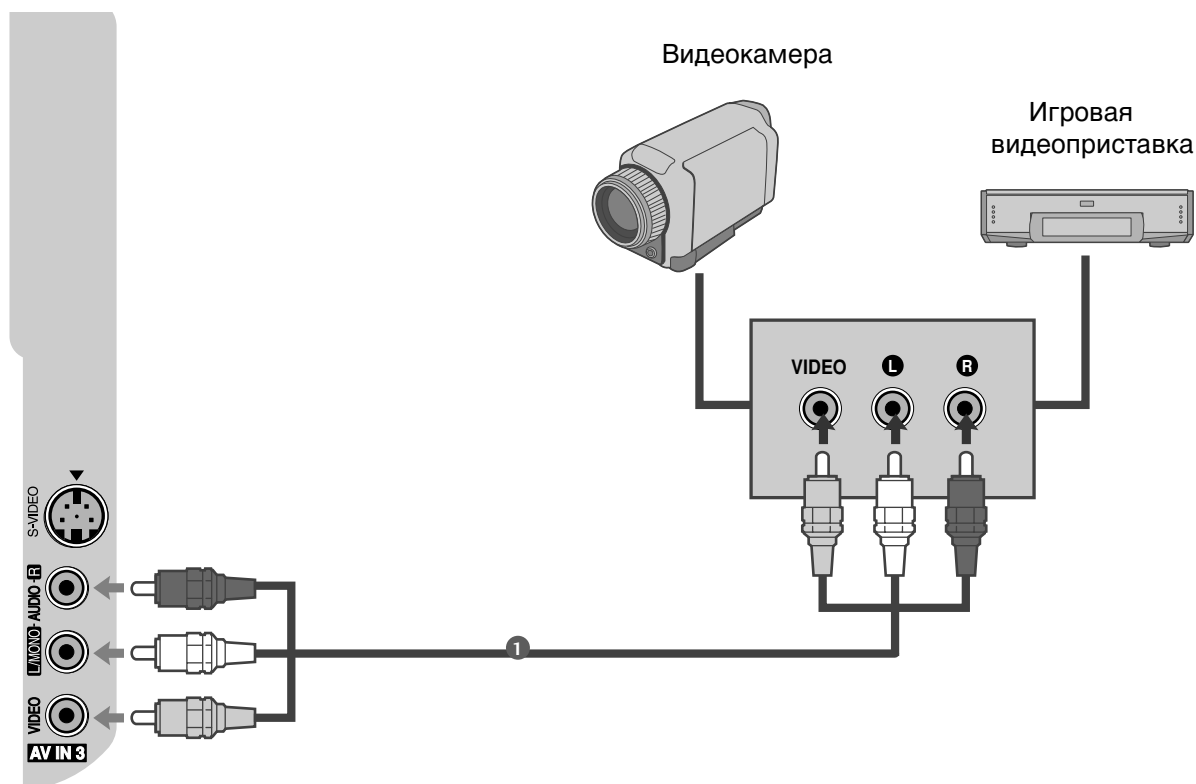 Видеокамера
Игровая
видеоприставка
VIDEO
L
R
S-VIDEO
L/MONO - AUDIO - R
1
VIDEO
AV IN 3